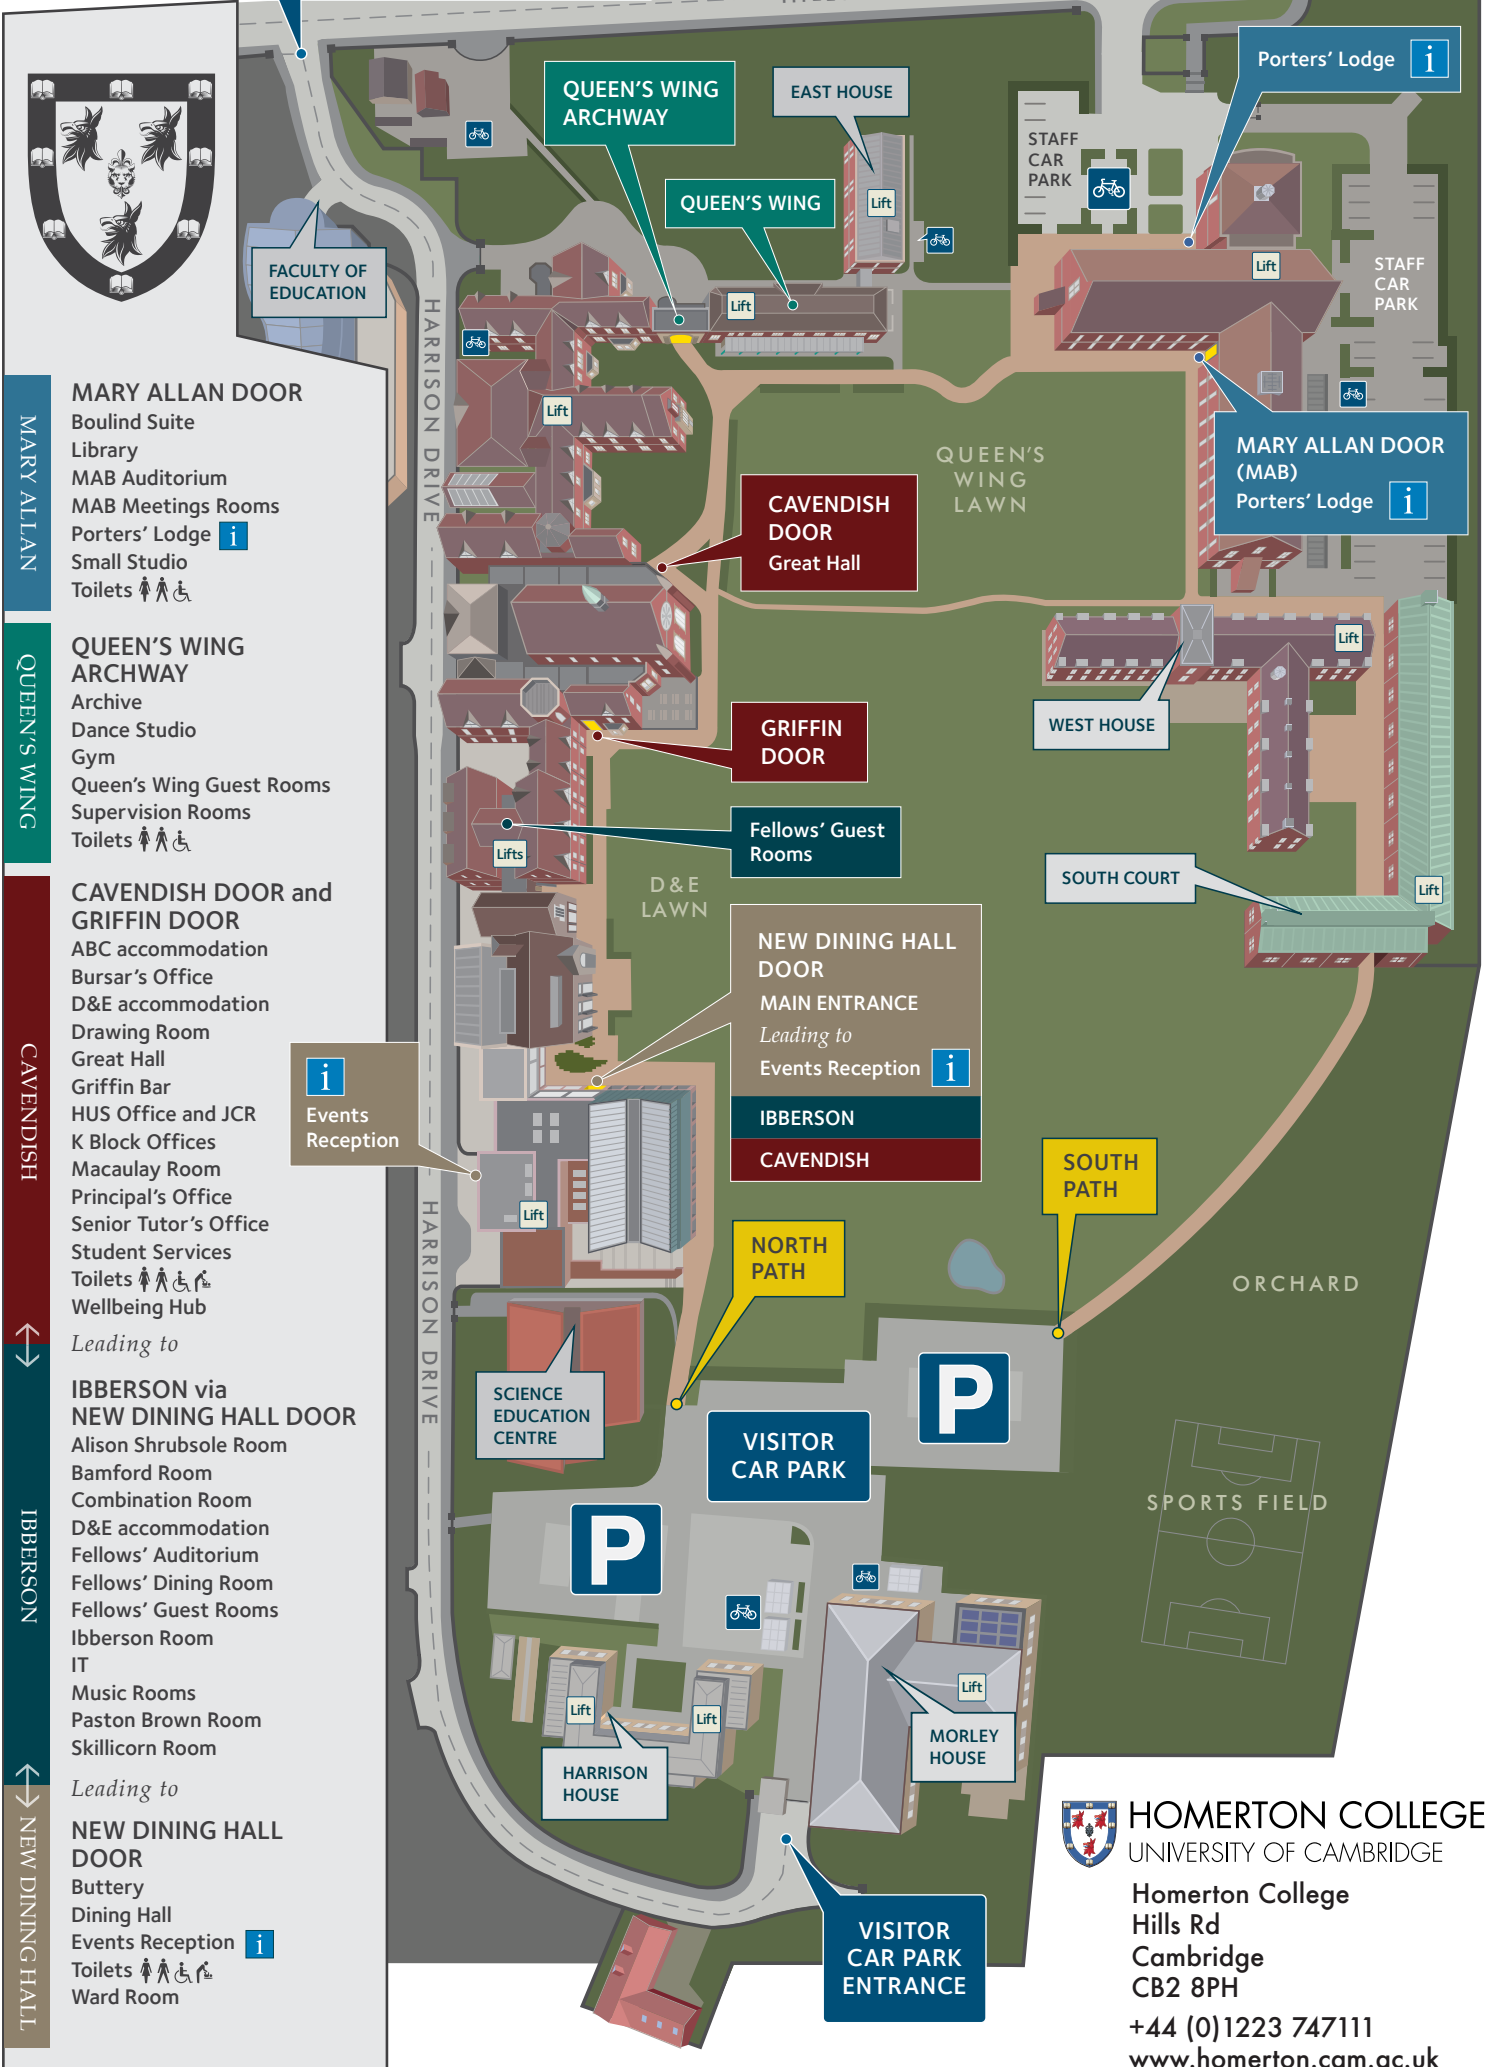 MARY ALLAN
MARY ALLAN DOOR
Boulind Suite
Library
MAB Auditorium
MAB Meetings Rooms
Porters' Lodge i
Small Studio
Toilets
QUEEN'S WING
QUEEN'S WING
ARCHWAY
Archive
Dance Studio
Gym
Queen's Wing Guest Rooms
Supervision Rooms
Toilets
CAVENDISH
CAVENDISH DOOR and
GRIFFIN DOOR
ABC accommodation
Bursar's Office
D&E accommodation
Drawing Room
Great Hall
Griffin Bar
HUS Office and JCR
K Block Offices
Macaulay Room
Principal's Office
Senior Tutor's Office
Student Services
Toilets
Wellbeing Hub
Leading to
IBBERSON
IBBERSON via
NEW DINING HALL DOOR
Alison Shrubsole Room
Bamford Room
Combination Room
D&E accommodation
Fellows' Auditorium
Fellows' Dining Room
Fellows' Guest Rooms
Ibberson Room
IT
Music Rooms
Paston Brown Room
Skillicorn Room
Leading to
NEW DINING HALL
NEW DINING HALL
DOOR
Buttery
Dining Hall
Events Reception i
Toilets
Ward Room
QUEEN'S WING
ARCHWAY
EAST HOUSE
Porters' Lodge i
STAFF
CAR
PARK
Lift
QUEEN'S WING
FACULTY OF
EDUCATION
Lift
STAFF
CAR
PARK
Lift
HARRISON DRIVE
Lift
QUEEN'S
WING
LAWN
MARY ALLAN DOOR
(MAB)
Porters' Lodge i
CAVENDISH
DOOR
Great Hall
Lift
WEST HOUSE
GRIFFIN
DOOR
Fellows' Guest
Rooms
Lifts
D&E
LAWN
SOUTH COURT
Lift
NEW DINING HALL
DOOR
MAIN ENTRANCE
Leading to
Events Reception i
IBBERSON
CAVENDISH
i
Events
Reception
Lift
HARRISON DRIVE
SOUTH
PATH
NORTH
PATH
ORCHARD
SCIENCE
EDUCATION
CENTRE
P
VISITOR
CAR PARK
SPORTS FIELD
P
Lift
Lift
Lift
HARRISON
HOUSE
MORLEY
HOUSE
VISITOR
CAR PARK
ENTRANCE
HOMERTON COLLEGE
UNIVERSITY OF CAMBRIDGE
Homerton College
Hills Rd
Cambridge
CB2 8PH
+44 (0)1223 747111
www.homerton.cam.ac.uk